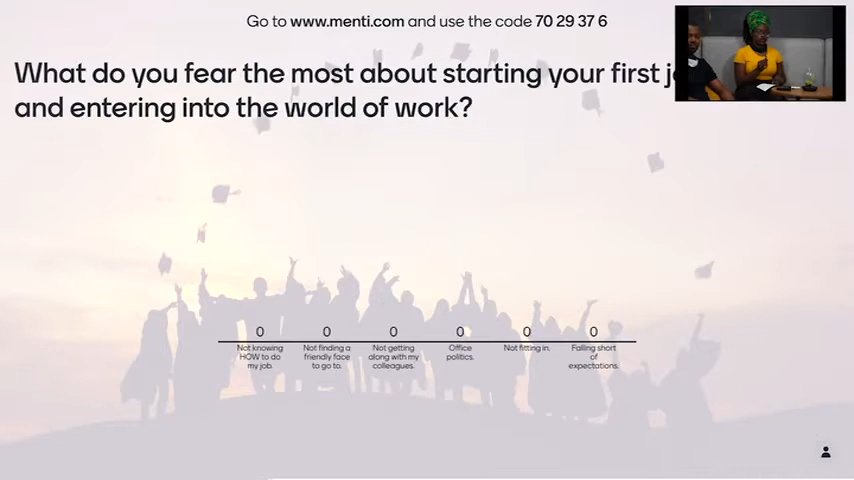 Go to www.menti.com and use the code 70 29 37 6
What do you fear the most about starting your first
and entering into the world of work?
0 0 0 0 0 0
Not knowing
HOW to do
my job.
Not finding a
friendly face
to go to.
Not getting
along with my
colleagues.
Office
politics.
Not fitting in.
Falling short
of
expectations.